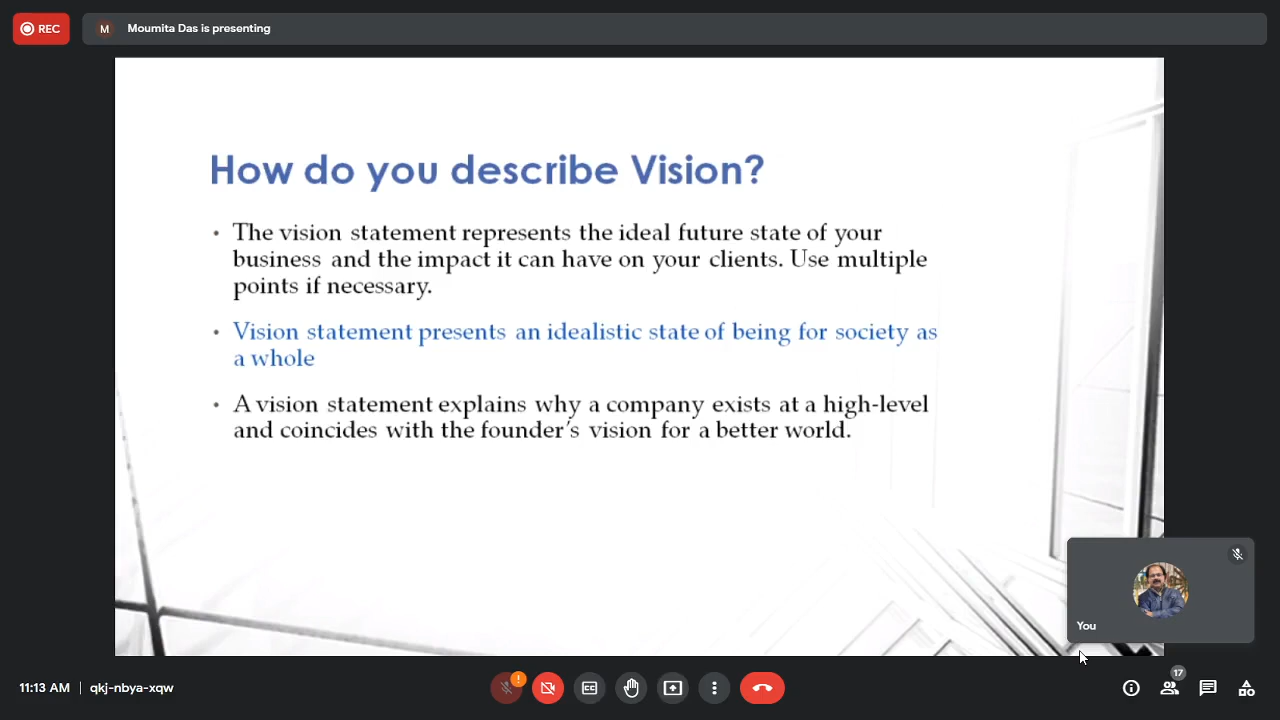 REC
M
Moumita Das is presenting
How do you describe Vision?
• The vision statement represents the ideal future state of your
business and the impact it can have on your clients. Use multiple
points if necessary.
• Vision statement presents an idealistic state of being for society as
a whole
• A vision statement explains why a company exists at a high-level
and coincides with the founder's vision for a better world.
You
11:13 AM | qkj-nbya-xqw
!
CC
17